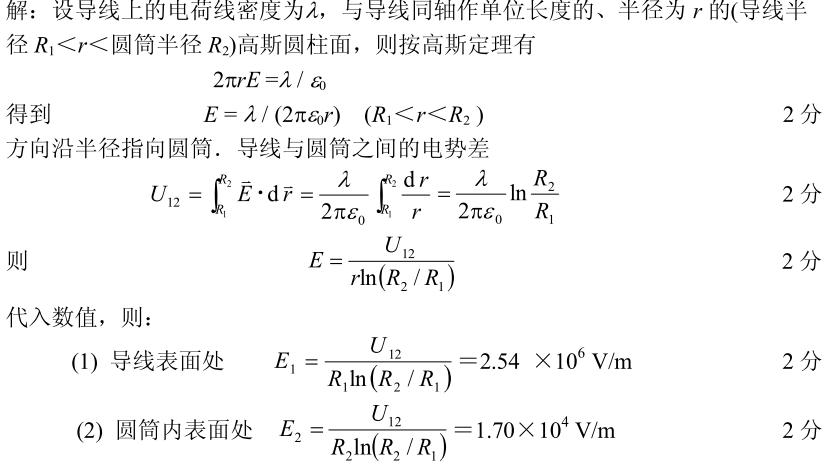 解：设导线上的电荷线密度为λ，与导线同轴作单位长度的、半径为 r 的(导线半
径 R₁＜r＜圆筒半径 R₂)高斯圆柱面，则按高斯定理有
2πrE =λ / ε₀
得到 E = λ / (2πε₀r) (R₁＜r＜R₂ ) 2 分
方向沿半径指向圆筒．导线与圆筒之间的电势差
U₁₂ = ∫_{R₁}^{R₂} E⃗ · d r⃗ = λ/(2πε₀) ∫_{R₁}^{R₂} dr/r = λ/(2πε₀) ln R₂/R₁ 2 分
则 E = U₁₂/(r ln(R₂ / R₁)) 2 分
代入数值，则：
(1) 导线表面处 E₁ = U₁₂/(R₁ ln(R₂ / R₁)) ＝2.54 ×10⁶ V/m 2 分
(2) 圆筒内表面处 E₂ = U₁₂/(R₂ ln(R₂ / R₁)) ＝1.70×10⁴ V/m 2 分